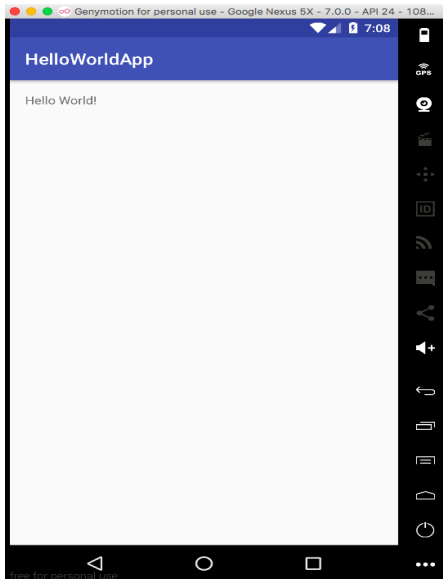 Genymotion for personal use - Google Nexus 5X - 7.0.0 - API 24 - 108...
7:08
HelloWorldApp
GPS
Hello World!
ID
free for personal use